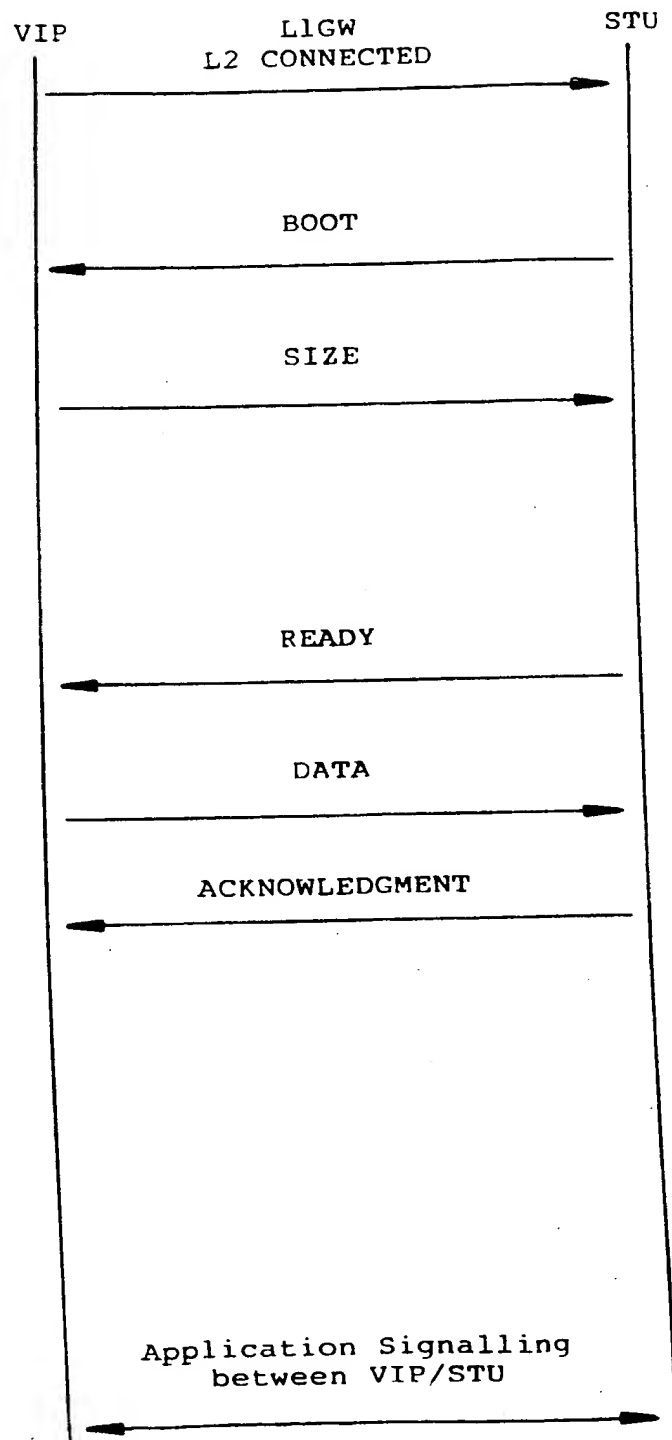 VIP L1GW STU
L2 CONNECTED
BOOT
SIZE
READY
DATA
ACKNOWLEDGMENT
Application Signalling
between VIP/STU